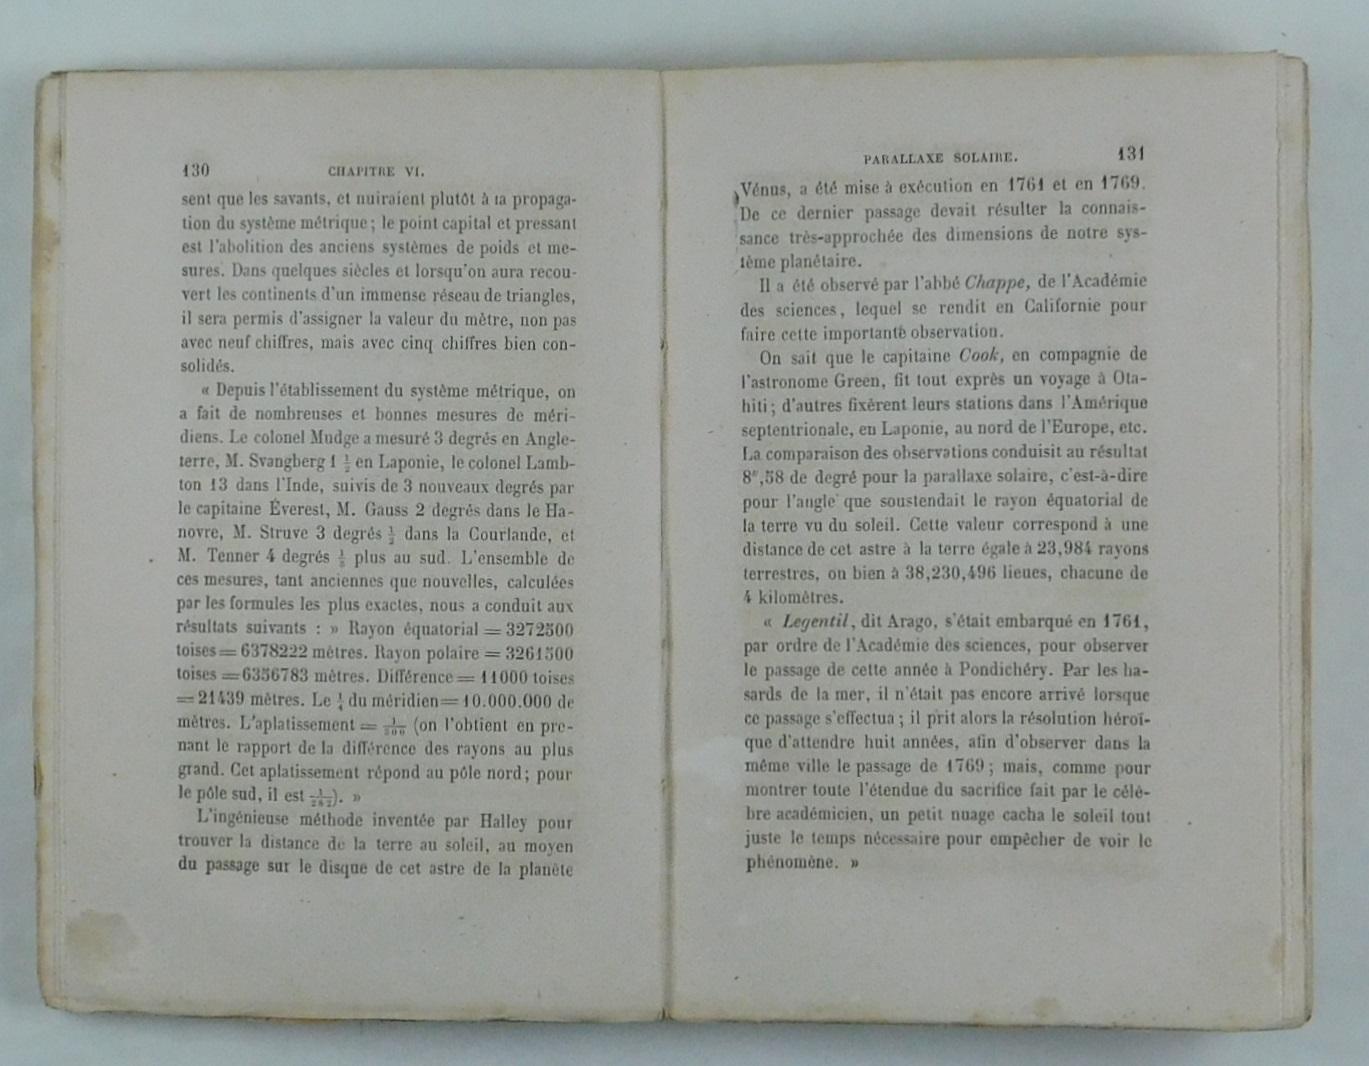 130 CHAPITRE VI.
sent que les savants, et nuiraient plutôt à la propaga-
tion du système métrique ; le point capital et pressant
est l'abolition des anciens systèmes de poids et me-
sures. Dans quelques siècles et lorsqu'on aura recou-
vert les continents d'un immense réseau de triangles,
il sera permis d'assigner la valeur du mètre, non pas
avec neuf chiffres, mais avec cinq chiffres bien con-
solidés.
« Depuis l'établissement du système métrique, on
a fait de nombreuses et bonnes mesures de méri-
diens. Le colonel Mudge a mesuré 3 degrés en Angle-
terre, M. Svangberg 1 1/2 en Laponie, le colonel Lamb-
ton 13 dans l'Inde, suivis de 3 nouveaux degrés par
le capitaine Éverest, M. Gauss 2 degrés dans le Ha-
novre, M. Struve 3 degrés 1/2 dans la Courlande, et
M. Tenner 4 degrés plus au sud. L'ensemble de
ces mesures, tant anciennes que nouvelles, calculées
par les formules les plus exactes, nous a conduit aux
résultats suivants : » Rayon équatorial = 3272500
toises = 6378222 mètres. Rayon polaire = 3261500
toises = 6356783 mètres. Différence = 11000 toises
= 21439 mètres. Le 1/4 du méridien = 10.000.000 de
mètres. L'aplatissement = (on l'obtient en pre-
nant le rapport de la différence des rayons au plus
grand. Cet aplatissement répond au pôle nord ; pour
le pôle sud, il est ). »
L'ingénieuse méthode inventée par Halley pour
trouver la distance de la terre au soleil, au moyen
du passage sur le disque de cet astre de la planète
PARALLAXE SOLAIRE. 131
Vénus, a été mise à exécution en 1761 et en 1769.
De ce dernier passage devait résulter la connais-
sance très-approchée des dimensions de notre sys-
tème planétaire.
Il a été observé par l'abbé Chappe, de l'Académie
des sciences, lequel se rendit en Californie pour
faire cette importante observation.
On sait que le capitaine Cook, en compagnie de
l'astronome Green, fit tout exprès un voyage à Ota-
hiti ; d'autres fixèrent leurs stations dans l'Amérique
septentrionale, en Laponie, au nord de l'Europe, etc.
La comparaison des observations conduisit au résultat
8",58 de degré pour la parallaxe solaire, c'est-à-dire
pour l'angle que soustendait le rayon équatorial de
la terre vu du soleil. Cette valeur correspond à une
distance de cet astre à la terre égale à 23,984 rayons
terrestres, ou bien à 38,230,496 lieues, chacune de
4 kilomètres.
« Legentil, dit Arago, s'était embarqué en 1761,
par ordre de l'Académie des sciences, pour observer
le passage de cette année à Pondichéry. Par les ha-
sards de la mer, il n'était pas encore arrivé lorsque
ce passage s'effectua ; il prit alors la résolution héroï-
que d'attendre huit années, afin d'observer dans la
même ville le passage de 1769 ; mais, comme pour
montrer toute l'étendue du sacrifice fait par le célè-
bre académicien, un petit nuage cacha le soleil tout
juste le temps nécessaire pour empêcher de voir le
phénomène. »